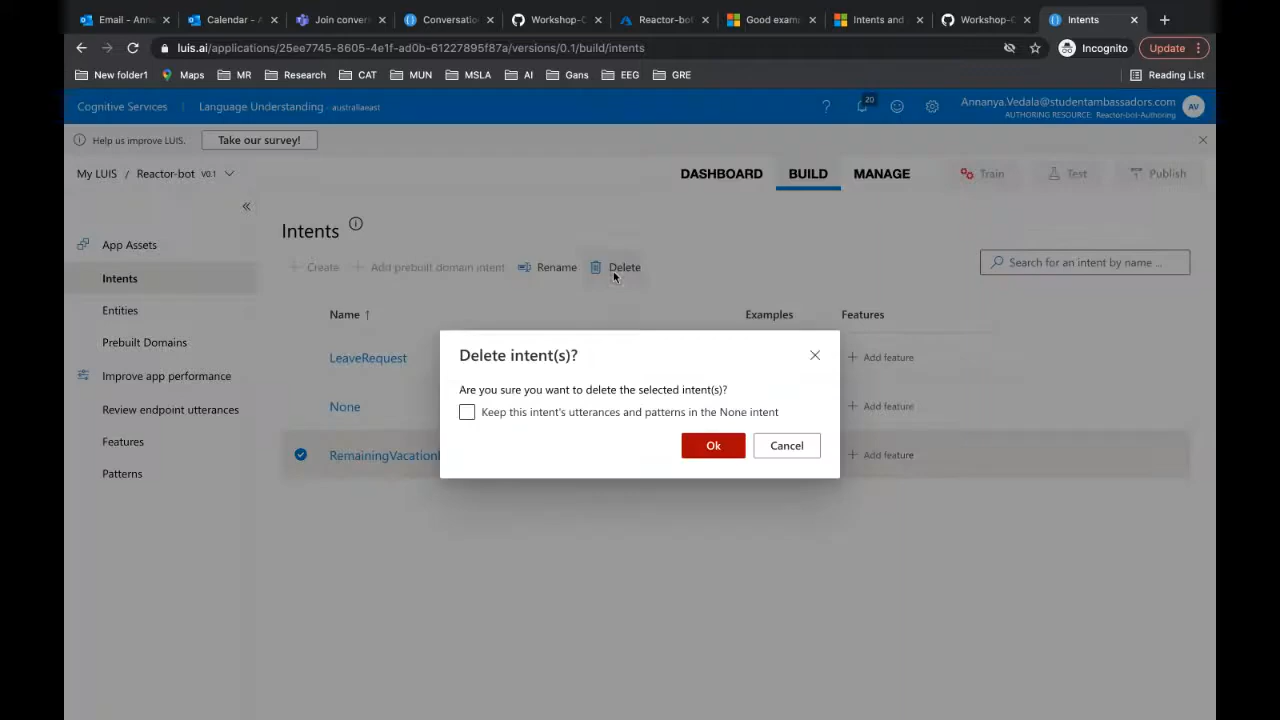 Email - Anna
Calendar - A
Join conver
Conversatio
Workshop-C
Reactor-bot
Good exam
Intents and
Workshop-C
Intents
luis.ai/applications/25ee7745-8605-4e1f-ad0b-61227895f87a/versions/0.1/build/intents
Incognito
Update
New folder1
Maps
MR
Research
CAT
MUN
MSLA
AI
Gans
EEG
GRE
Reading List
Cognitive Services
Language Understanding - australiaeast
?
20
Annanya.Vedala@studentambassadors.com
AUTHORING RESOURCE: Reactor-bot-Authoring
AV
Help us improve LUIS.
Take our survey!
My LUIS / Reactor-bot V0.1
DASHBOARD
BUILD
MANAGE
Train
Test
Publish
App Assets
Intents
Entities
Prebuilt Domains
Improve app performance
Review endpoint utterances
Features
Patterns
Intents
+ Create
+ Add prebuilt domain intent
Rename
Delete
Search for an intent by name ..
Name ↑
Examples
Features
LeaveRequest
+ Add feature
None
+ Add feature
RemainingVacation
+ Add feature
Delete intent(s)?
Are you sure you want to delete the selected intent(s)?
Keep this intent's utterances and patterns in the None intent
Ok
Cancel